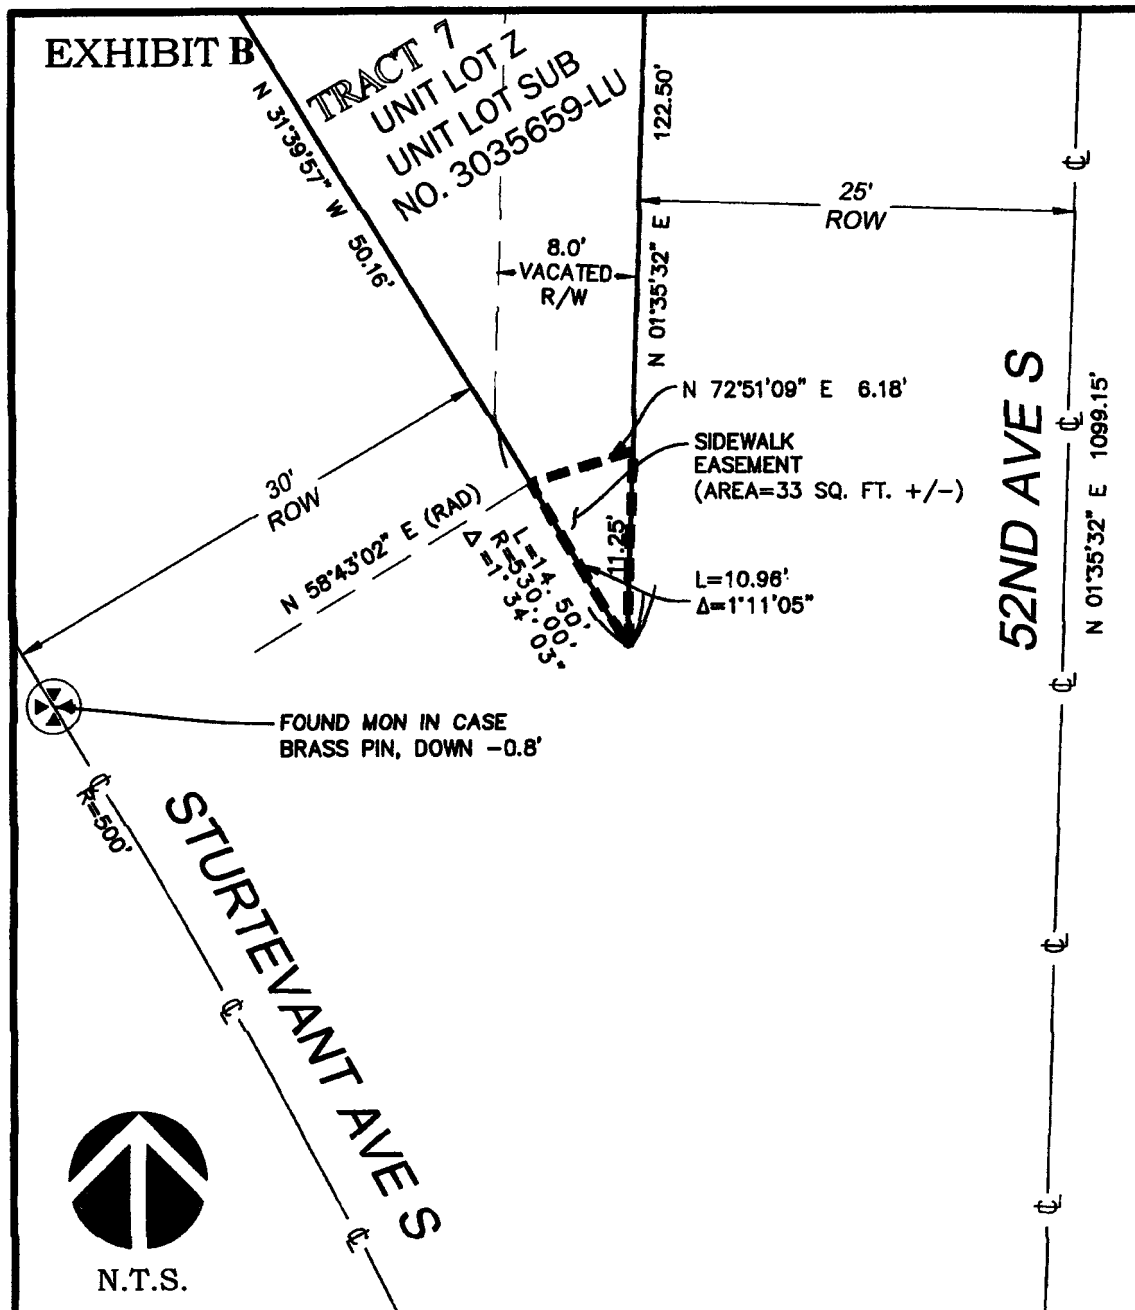 EXHIBIT B
TRACT 7
UNIT LOT Z
UNIT LOT SUB
NO. 3035659-LU
N 31°39'57" W 50.16'
122.50'
N 01°35'32" E
25'
ROW
8.0'
VACATED
R/W
N 72°51'09" E 6.18'
SIDEWALK
EASEMENT
(AREA=33 SQ. FT. +/-)
30'
ROW
N 58°43'02" E (RAD)
L=14.50'
R=530.00'
Δ=1°34'03"
11.25'
L=10.96'
Δ=1°11'05"
52ND AVE S
N 01°35'32" E 1099.15'
FOUND MON IN CASE
BRASS PIN, DOWN -0.8'
R=500'
STURTEVANT AVE S
N.T.S.